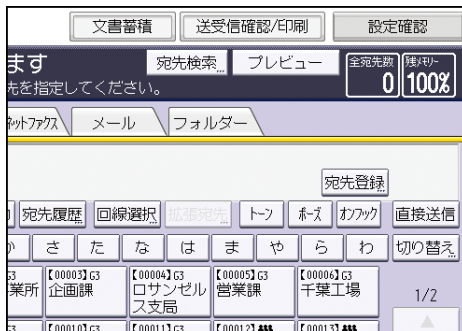 文書蓄積 送受信確認/印刷 設定確認
ます 宛先検索 プレビュー 全宛先数 残メモリー
先を指定してください。 0 100%
ネットファクス メール フォルダー
宛先登録
宛先履歴 回線選択 拡張宛先 トーン ポーズ オンフック 直接送信
か さ た な は ま や ら わ 切り替え
G3 【00003】G3 【00004】G3 【00005】G3 【00006】G3
業所 企画課 ロサンゼルス支局 営業課 千葉工場 1/2
【00010】G3 【00011】G3 【00012】 【00013】